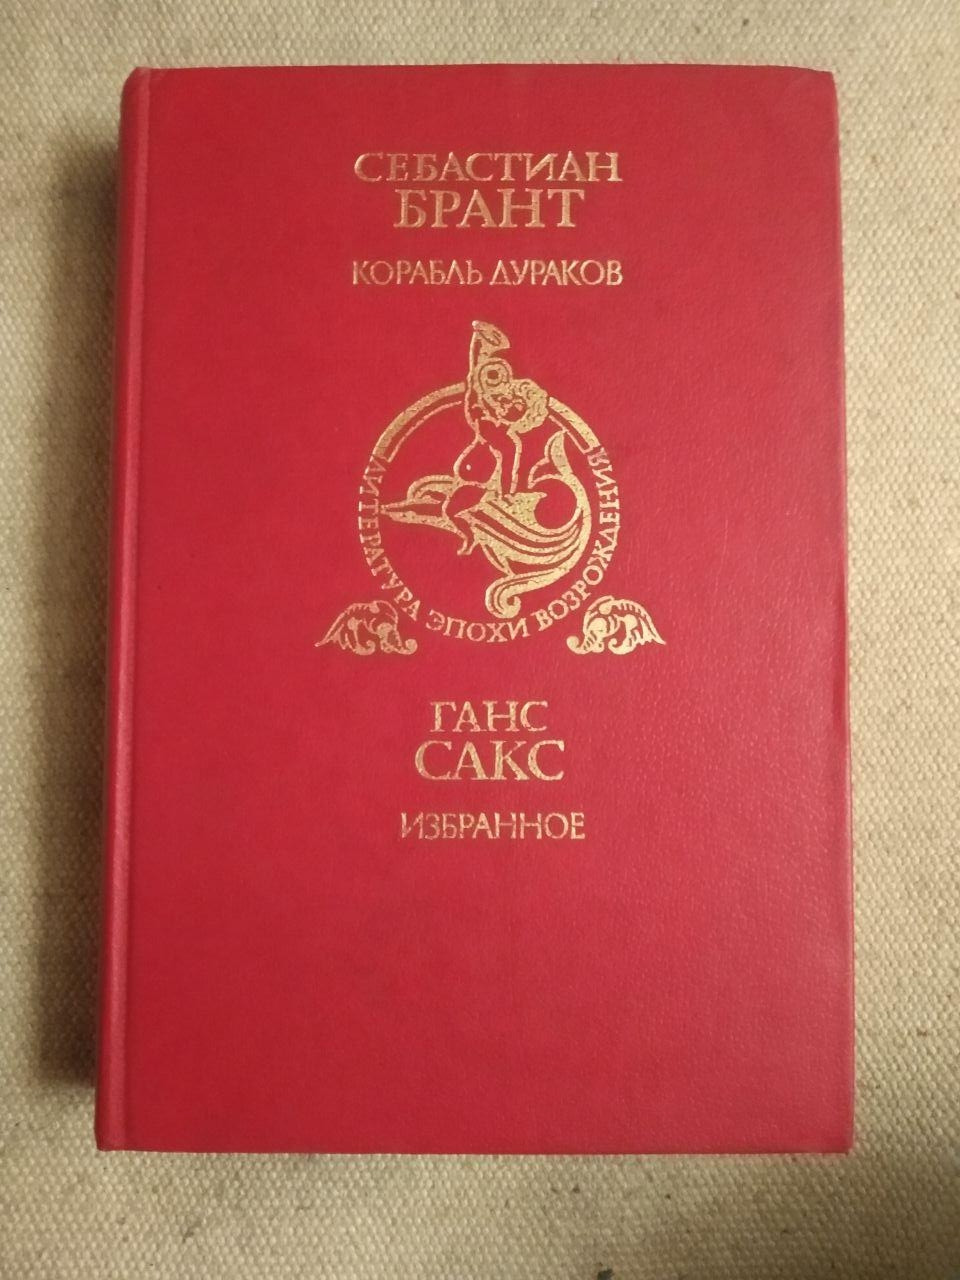 СЕБАСТИАН
БРАНТ
КОРАБЛЬ ДУРАКОВ
ЛИТЕРАТУРА ЭПОХИ ВОЗРОЖДЕНИЯ
ГАНС
САКС
ИЗБРАННОЕ